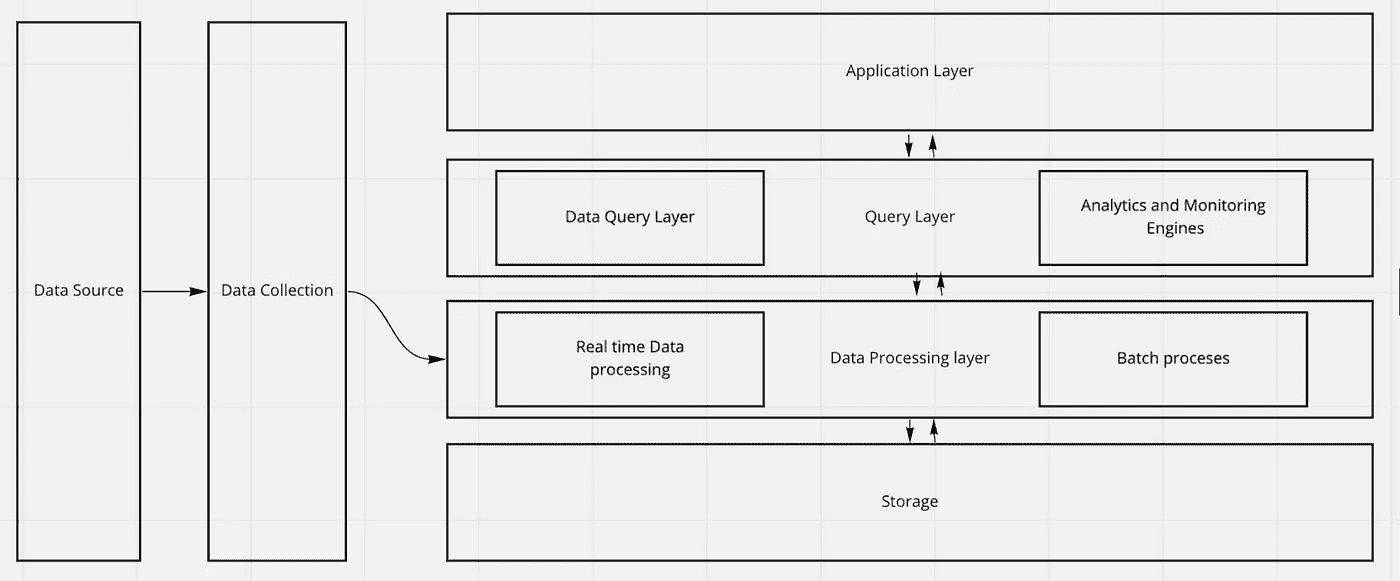 Application Layer
Data Query Layer
Query Layer
Analytics and Monitoring
Engines
Data Source
Data Collection
Real time Data
processing
Data Processing layer
Batch proceses
Storage